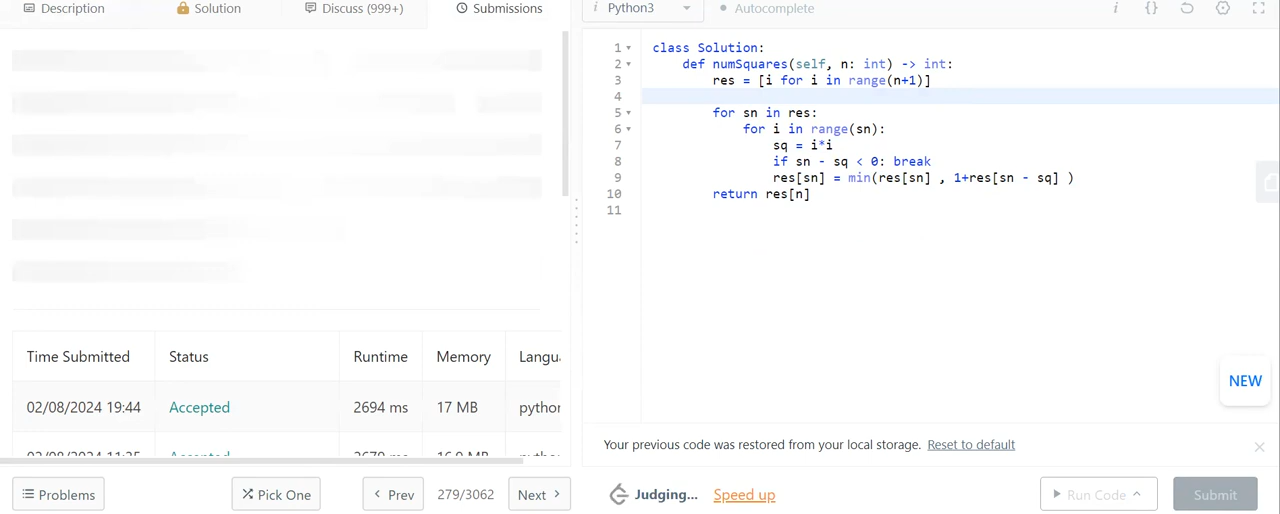 Description
Solution
Discuss (999+)
Submissions
i Python3
Autocomplete
i {}
1 class Solution:
2 def numSquares(self, n: int) -> int:
3 res = [i for i in range(n+1)]
4
5 for sn in res:
6 for i in range(sn):
7 sq = i*i
8 if sn - sq < 0: break
9 res[sn] = min(res[sn] , 1+res[sn - sq] )
10 return res[n]
11
Time Submitted Status Runtime Memory
02/08/2024 19:44 Accepted 2694 ms 17 MB
NEW
Your previous code was restored from your local storage. Reset to default
Problems
Pick One
Prev
279/3062
Next
Judging...
Speed up
Run Code
Submit